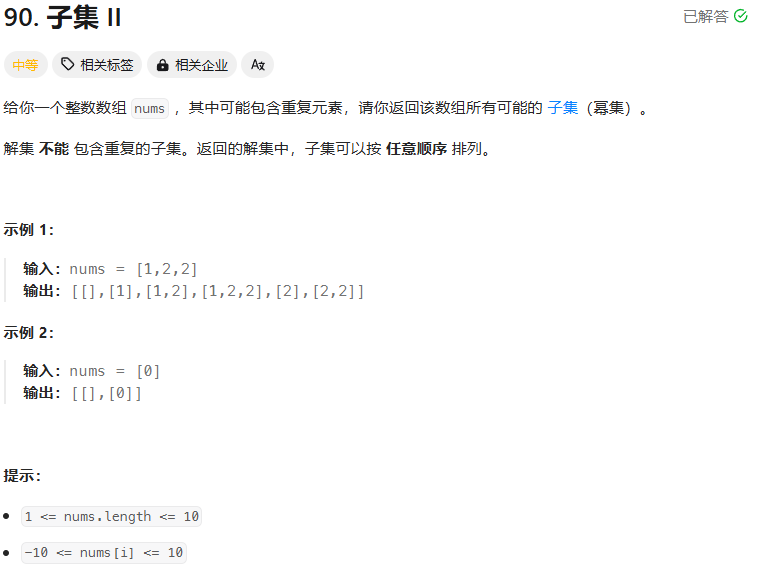 90. 子集 II
已解答
中等 相关标签 相关企业
给你一个整数数组 nums ，其中可能包含重复元素，请你返回该数组所有可能的 子集（幂集）。
解集 不能 包含重复的子集。返回的解集中，子集可以按 任意顺序 排列。
示例 1：
输入：nums = [1,2,2]
输出：[[],[1],[1,2],[1,2,2],[2],[2,2]]
示例 2：
输入：nums = [0]
输出：[[],[0]]
提示：
1 <= nums.length <= 10
-10 <= nums[i] <= 10